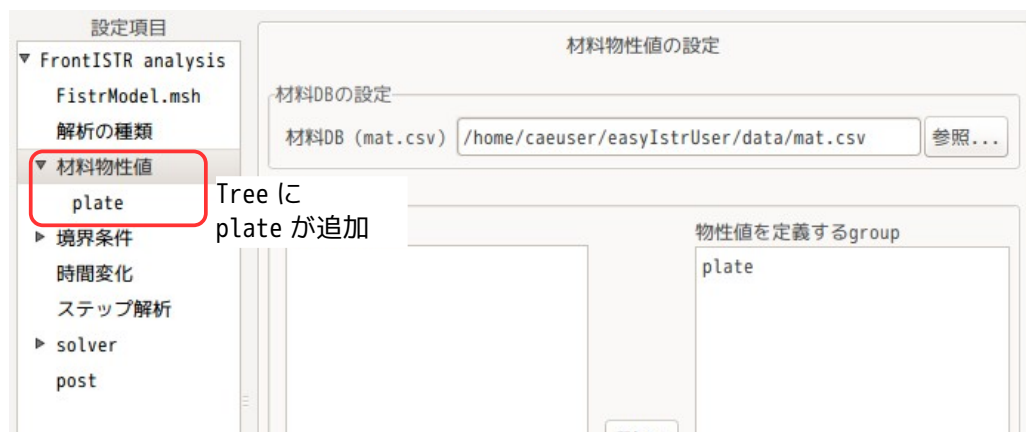 設定項目
FrontISTR analysis
FistrModel.msh
解析の種類
材料物性値
plate
境界条件
時間変化
ステップ解析
solver
post
Tree に
plate が追加
材料物性値の設定
材料DBの設定
材料DB (mat.csv) /home/caeuser/easyIstrUser/data/mat.csv 参照...
物性値を定義するgroup
plate